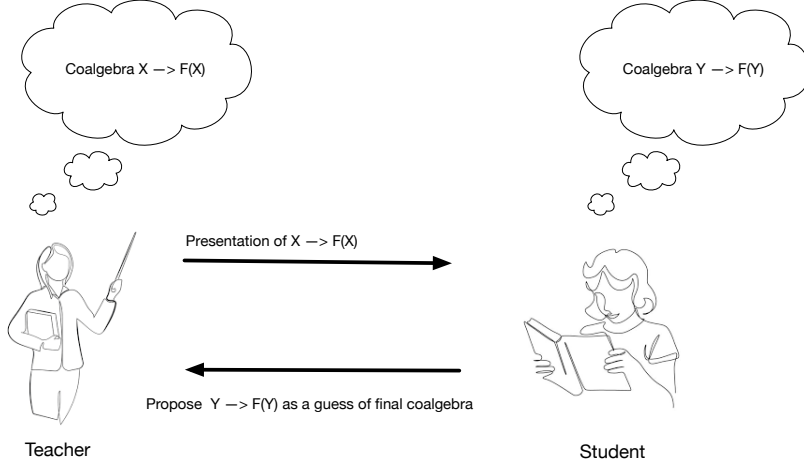 Coalgebra X —> F(X)
Coalgebra Y —> F(Y)
Presentation of X —> F(X)
Propose Y —> F(Y) as a guess of final coalgebra
Teacher
Student